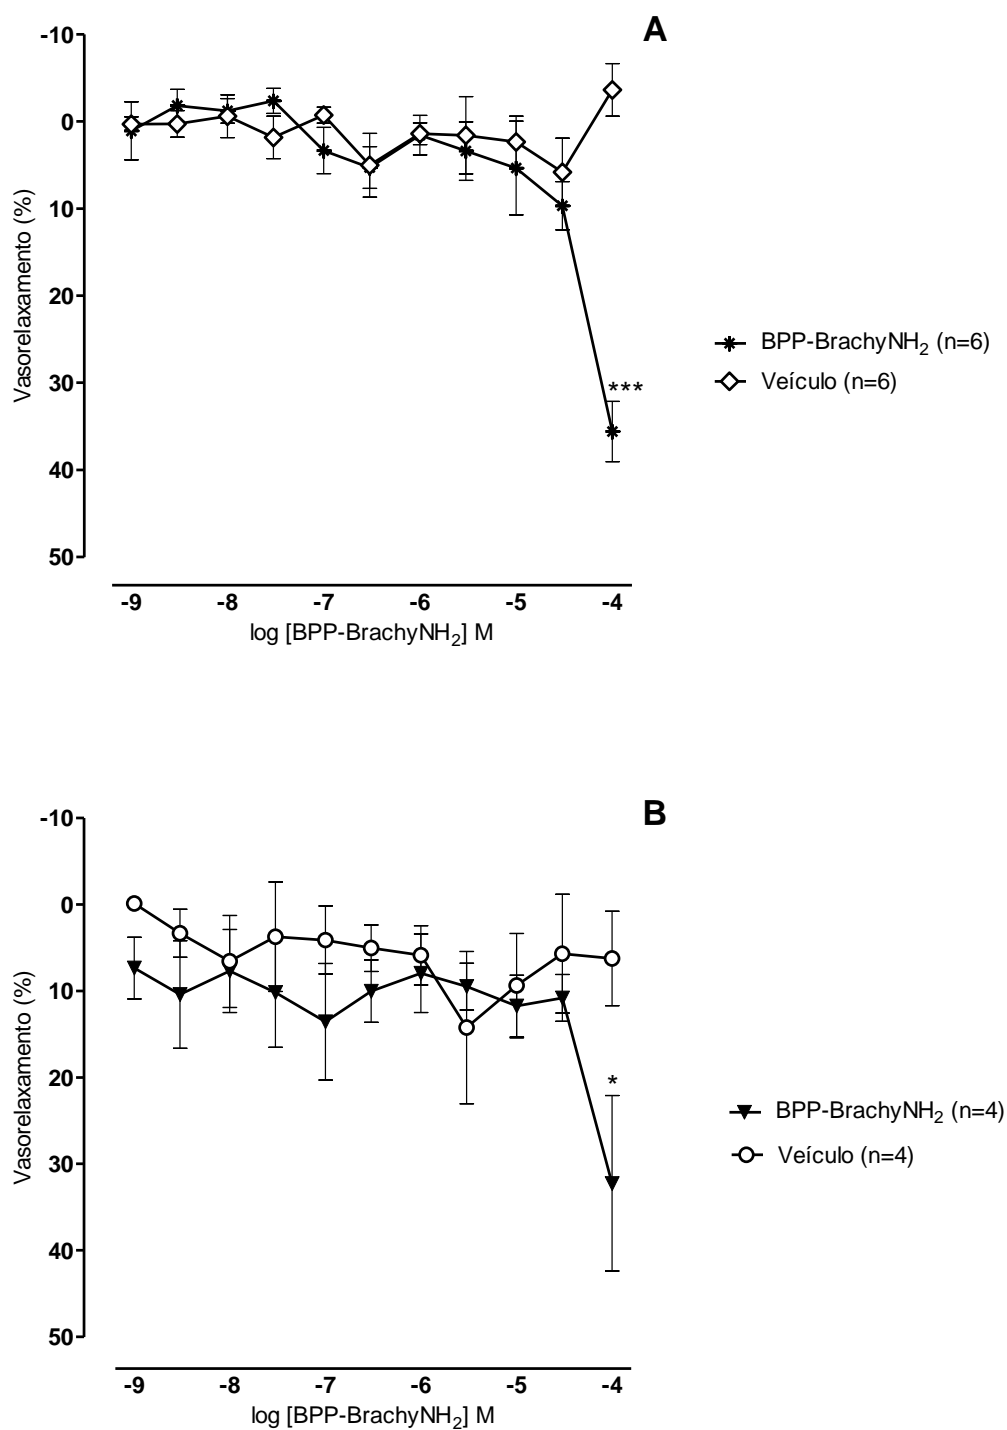 A
-10
0
10
20
30
40
50
Vasorelaxamento (%)
***
BPP-BrachyNH₂ (n=6)
Veículo (n=6)
-9 -8 -7 -6 -5 -4
log [BPP-BrachyNH₂] M
B
-10
0
10
20
30
40
50
Vasorelaxamento (%)
*
BPP-BrachyNH₂ (n=4)
Veículo (n=4)
-9 -8 -7 -6 -5 -4
log [BPP-BrachyNH₂] M